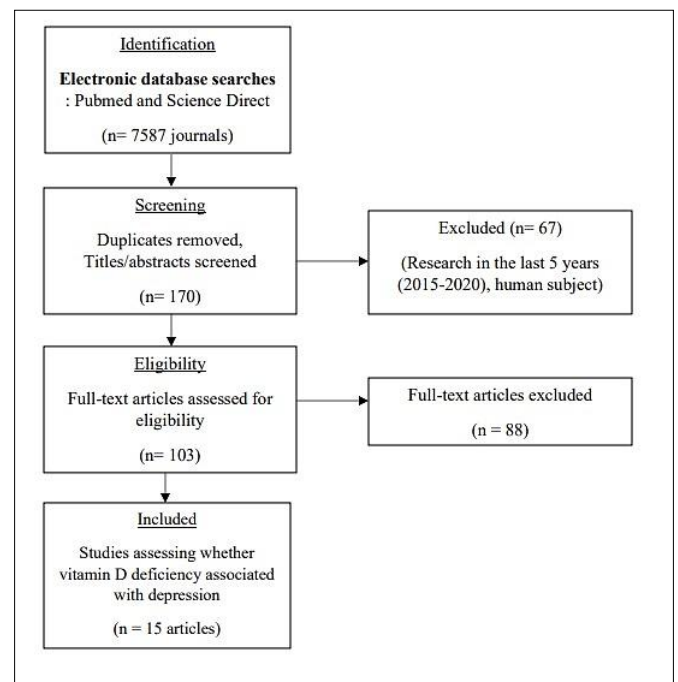 Identification
Electronic database searches
: Pubmed and Science Direct
(n= 7587 journals)
Screening
Duplicates removed,
Titles/abstracts screened
(n= 170)
Excluded (n= 67)
(Research in the last 5 years
(2015-2020), human subject)
Eligibility
Full-text articles assessed for
eligibility
(n= 103)
Full-text articles excluded
(n = 88)
Included
Studies assessing whether
vitamin D deficiency associated
with depression
(n = 15 articles)